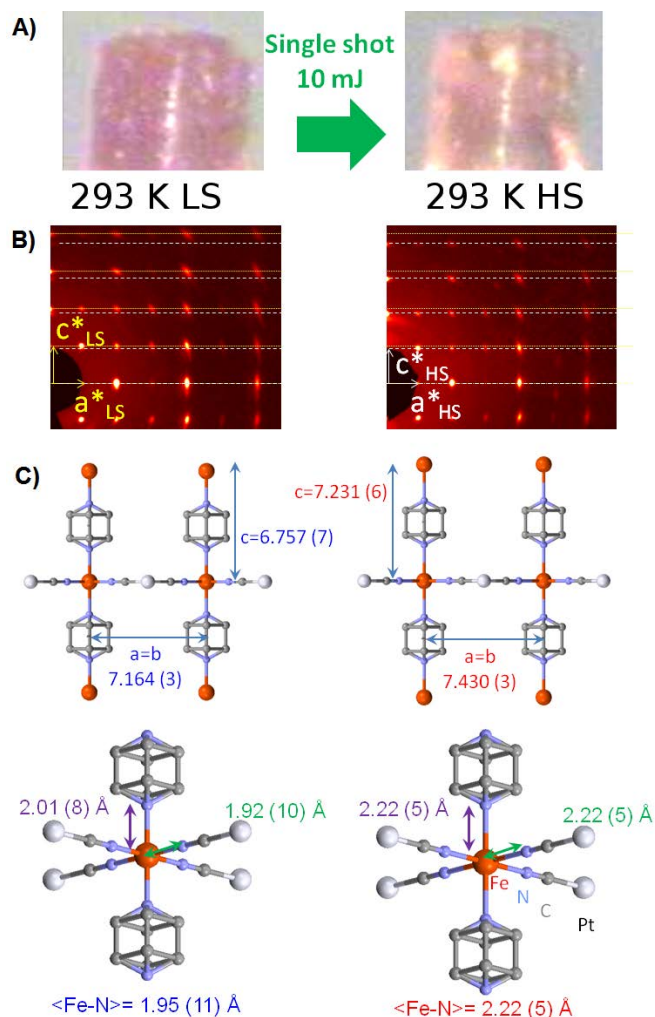 A)
Single shot
10 mJ
293 K LS
293 K HS
B)
c*LS
a*LS
c*HS
a*HS
C)
c=6.757 (7)
c=7.231 (6)
a=b
7.164 (3)
a=b
7.430 (3)
2.01 (8) Å
1.92 (10) Å
2.22 (5) Å
2.22 (5) Å
Fe
N
C
Pt
<Fe-N>= 1.95 (11) Å
<Fe-N>= 2.22 (5) Å